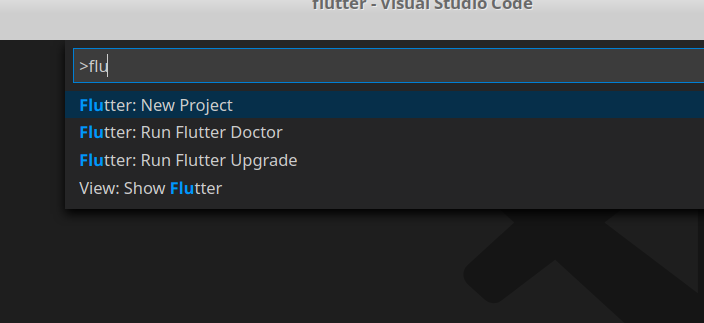 flutter - Visual Studio Code
>flu
Flutter: New Project
Flutter: Run Flutter Doctor
Flutter: Run Flutter Upgrade
View: Show Flutter